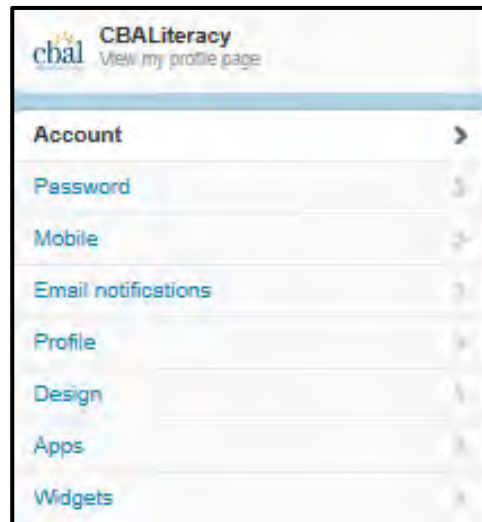 cbal
CBALiteracy
View my profile page
Account
Password
Mobile
Email notifications
Profile
Design
Apps
Widgets